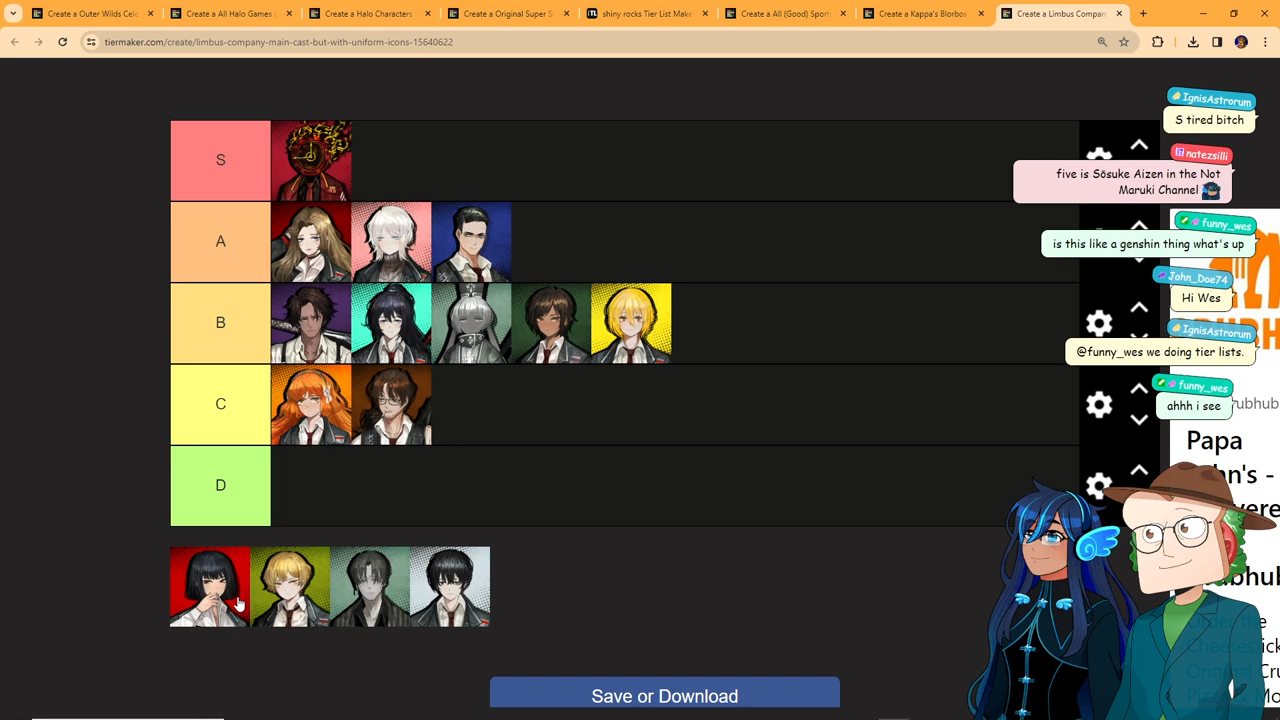 Create a Outer Wilds Cele
Create a All Halo Games (
Create a Halo Characters
Create a Original Super S
shiny rocks Tier List Make
Create a All (Good) Sport
Create a Kappa's Blorbos
Create a Limbus Compan
tiermaker.com/create/limbus-company-main-cast-but-with-uniform-icons-15640622
IgnisAstrorum
S tired bitch
natezsilli
five is Sōsuke Aizen in the Not
Maruki Channel
funny_wes
is this like a genshin thing what's up
John_Doe74
Hi Wes
IgnisAstrorum
@funny_wes we doing tier lists.
funny_wes
ahhh i see
S
A
B
C
D
Papa
Save or Download